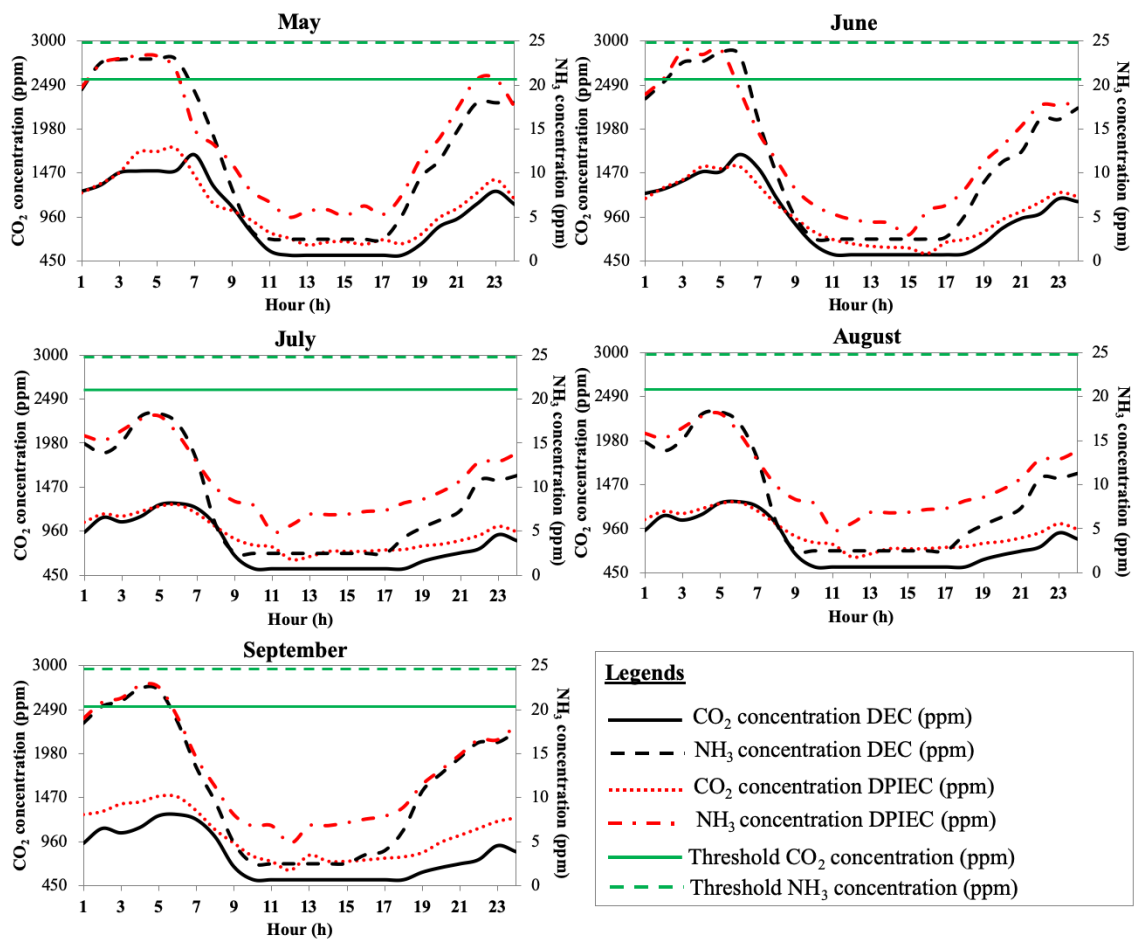 May
3000
2490
1980
1470
960
450
CO2 concentration (ppm)
25
20
15
10
5
0
NH3 concentration (ppm)
1 3 5 7 9 11 13 15 17 19 21 23
Hour (h)
June
3000
2490
1980
1470
960
450
CO2 concentration (ppm)
25
20
15
10
5
0
NH3 concentration (ppm)
1 3 5 7 9 11 13 15 17 19 21 23
Hour (h)
July
3000
2490
1980
1470
960
450
CO2 concentration (ppm)
25
20
15
10
5
0
NH3 concentration (ppm)
1 3 5 7 9 11 13 15 17 19 21 23
Hour (h)
August
3000
2490
1980
1470
960
450
CO2 concentration (ppm)
25
20
15
10
5
0
NH3 concentration (ppm)
1 3 5 7 9 11 13 15 17 19 21 23
Hour (h)
September
3000
2490
1980
1470
960
450
CO2 concentration (ppm)
25
20
15
10
5
0
NH3 concentration (ppm)
1 3 5 7 9 11 13 15 17 19 21 23
Hour (h)
Legends
CO2 concentration DEC (ppm)
NH3 concentration DEC (ppm)
CO2 concentration DPIEC (ppm)
NH3 concentration DPIEC (ppm)
Threshold CO2 concentration (ppm)
Threshold NH3 concentration (ppm)